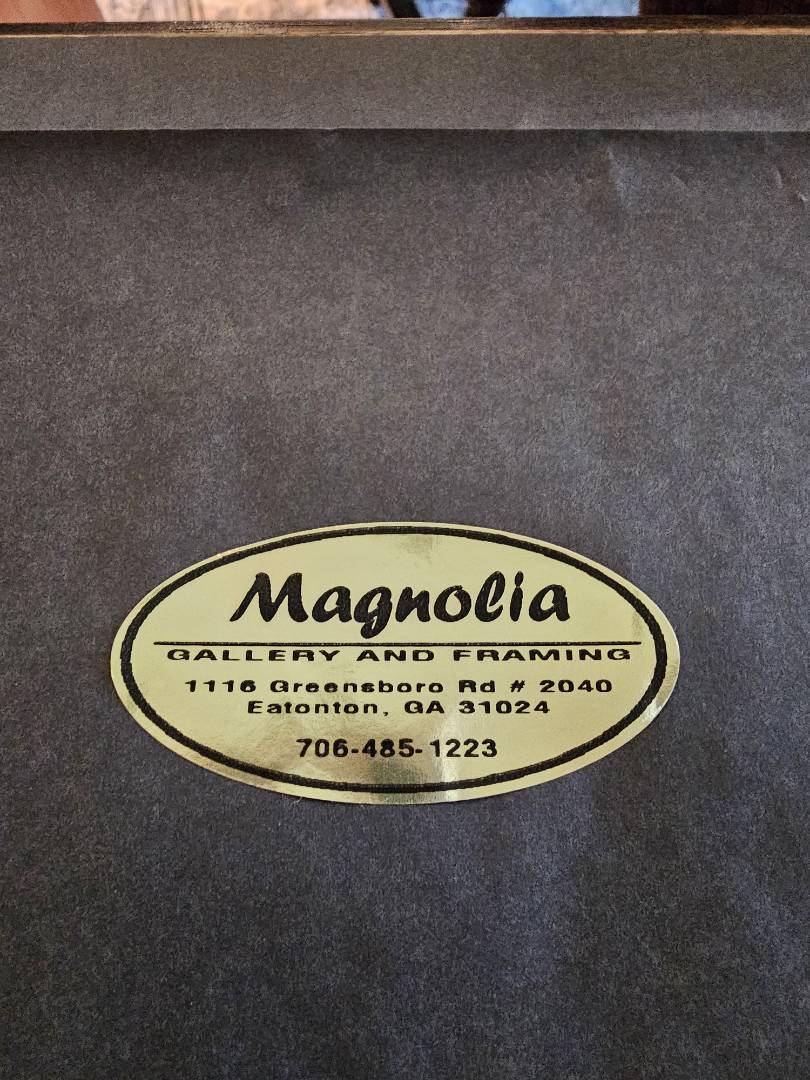 Magnolia
GALLERY AND FRAMING
1116 Greensboro Rd # 2040
Eatonton, GA 31024
706-485-1223